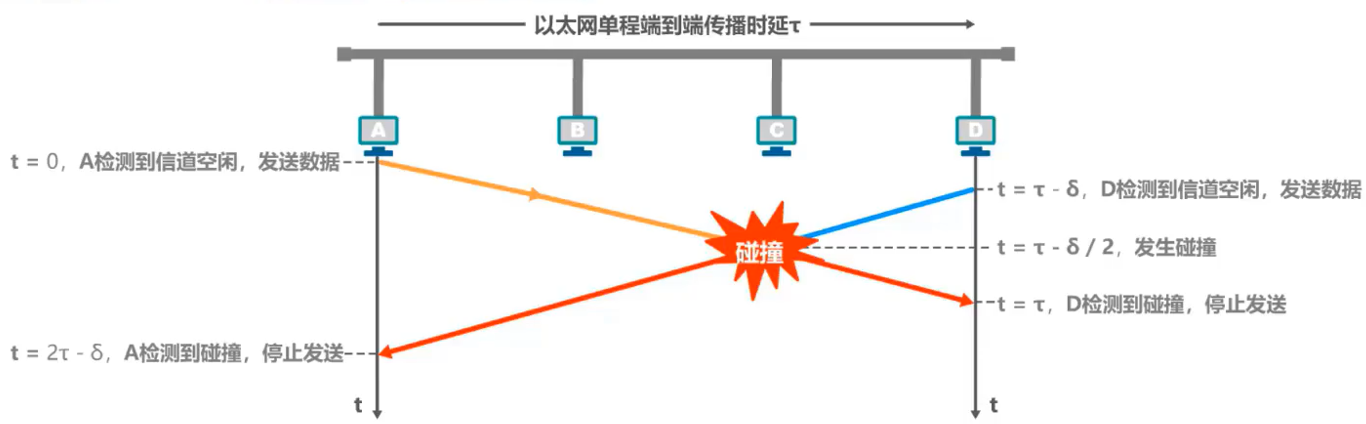 以太网单程端到端传播时延τ
A
B
C
D
t = 0，A检测到信道空闲，发送数据
t = τ - δ，D检测到信道空闲，发送数据
碰撞
t = τ - δ / 2，发生碰撞
t = τ，D检测到碰撞，停止发送
t = 2τ - δ，A检测到碰撞，停止发送
t
t